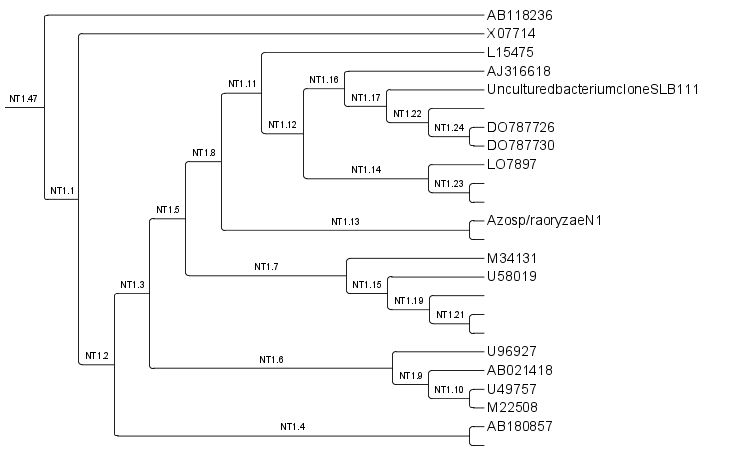 AB118236
X07714
L15475
NT1.11
NT1.16
AJ316618
UnculturedbacteriumcloneSLB111
NT1.47
NT1.17
NT1.22
NT1.12
NT1.24
DO787726
DO787730
NT1.8
LO7897
NT1.14
NT1.1
NT1.23
NT1.5
NT1.13
Azosp/raoryzaeN1
M34131
NT1.7
U58019
NT1.3
NT1.15
NT1.19
NT1.21
U96927
NT1.2
NT1.6
AB021418
NT1.9
U49757
NT1.10
M22508
NT1.4
AB180857